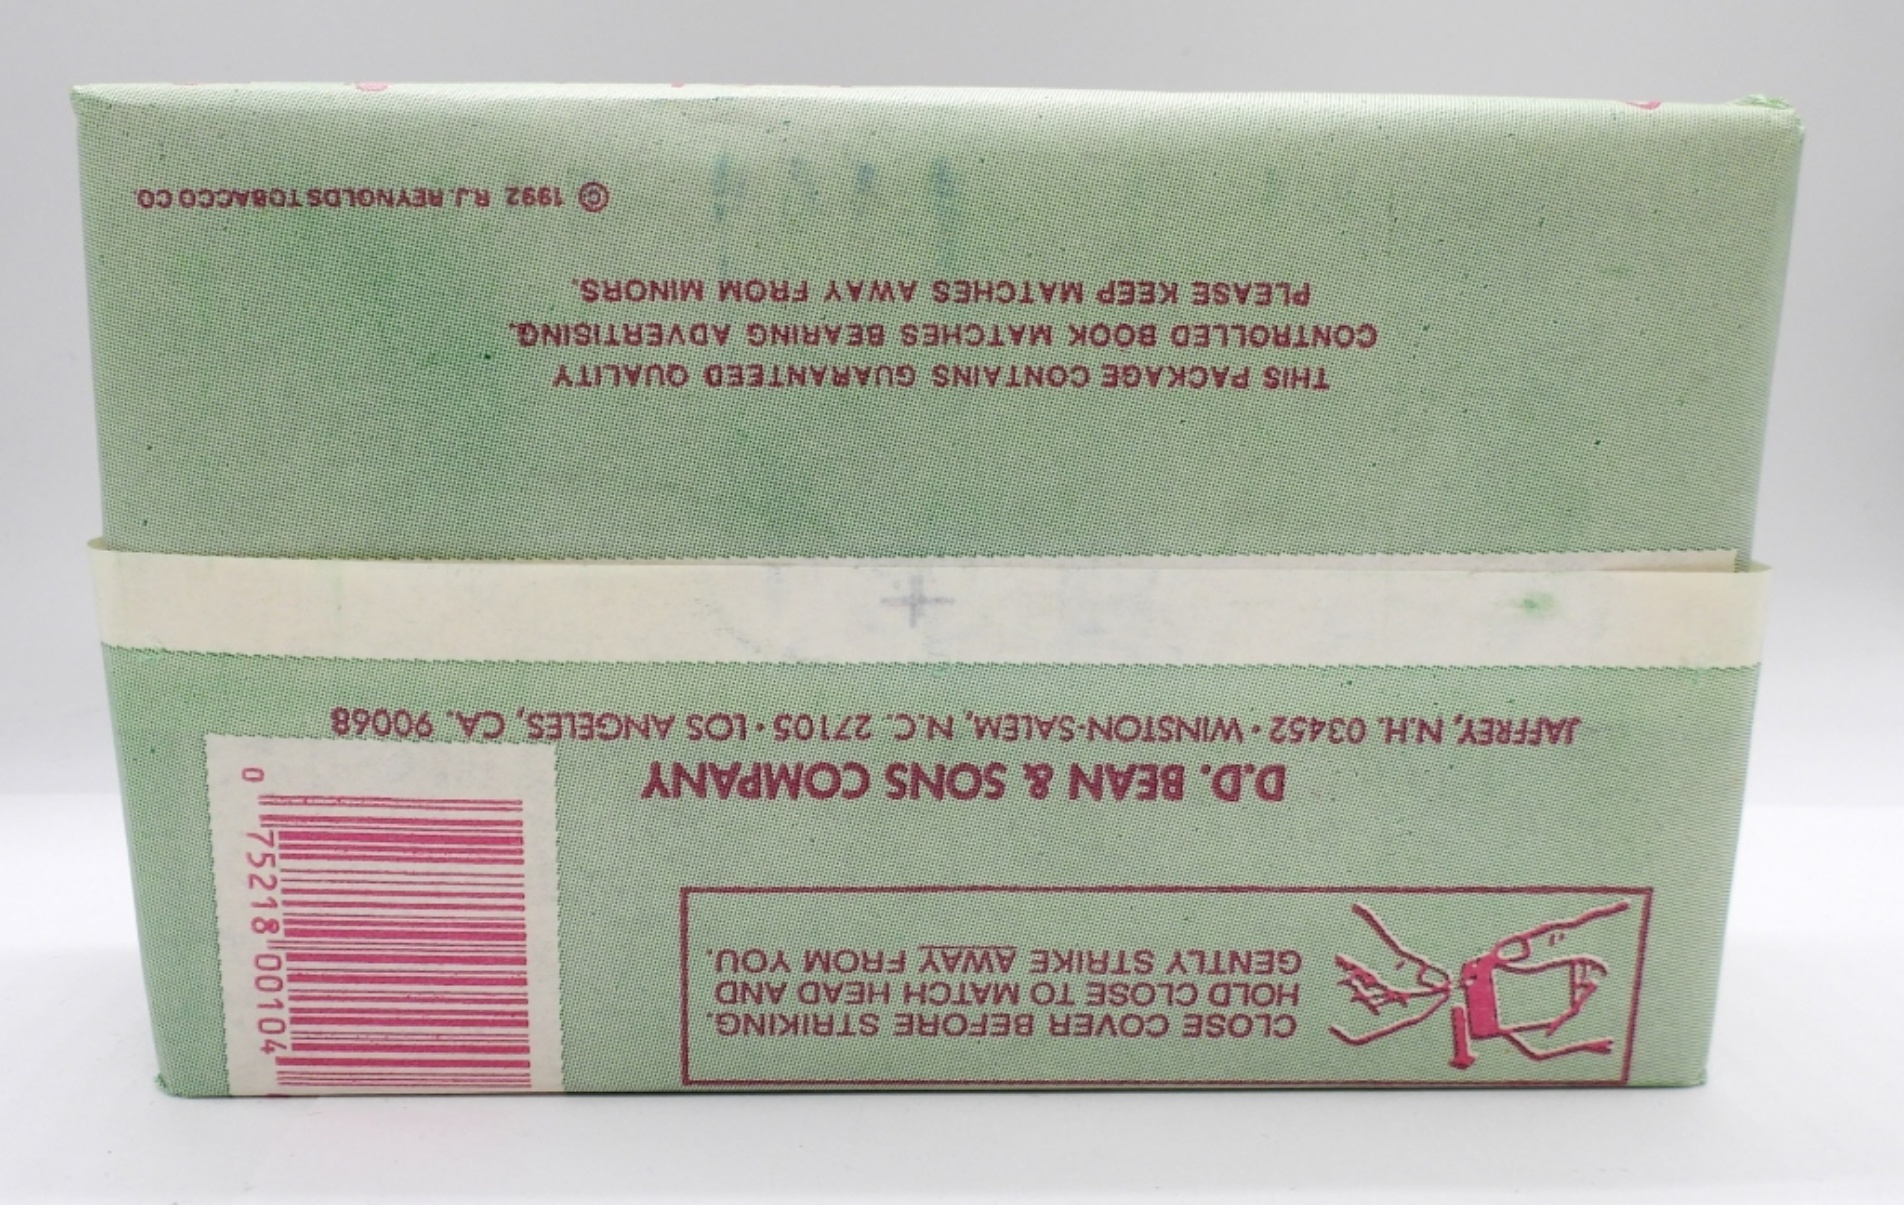 CLOSE COVER BEFORE STRIKING.
HOLD CLOSE TO MATCH HEAD AND
GENTLY STRIKE AWAY FROM YOU.
0 75218 00104
D.D. BEAN & SONS COMPANY
JAFFREY, N.H. 03452 • WINSTON-SALEM, N.C. 27105 • LOS ANGELES, CA. 90068
THIS PACKAGE CONTAINS GUARANTEED QUALITY
CONTROLLED BOOK MATCHES BEARING ADVERTISING.
PLEASE KEEP MATCHES AWAY FROM MINORS.
© 1992 R.J. REYNOLDS TOBACCO CO.